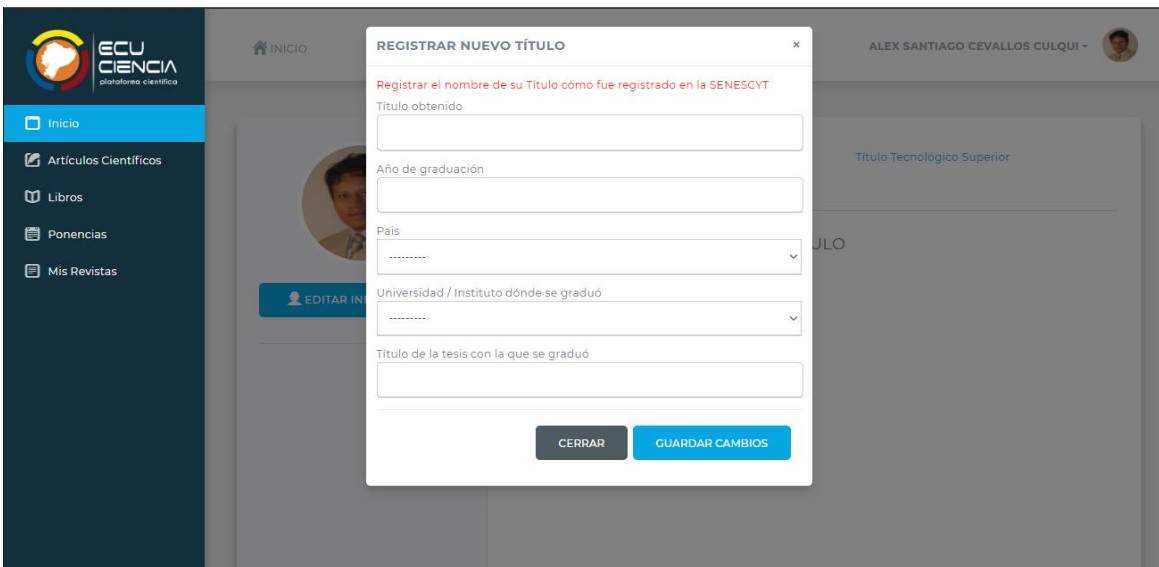 ECU
CIENCIA
plataforma científica
Inicio
Artículos Científicos
Libros
Ponencias
Mis Revistas
INICIO
ALEX SANTIAGO CEVALLOS CULQUI
EDITAR IN
Título Tecnológico Superior
ULO
REGISTRAR NUEVO TÍTULO
×
Registrar el nombre de su Título cómo fue registrado en la SENESCYT
Título obtenido
Año de graduación
Pais
---------
Universidad / Instituto dónde se graduó
---------
Título de la tesis con la que se graduó
CERRAR
GUARDAR CAMBIOS